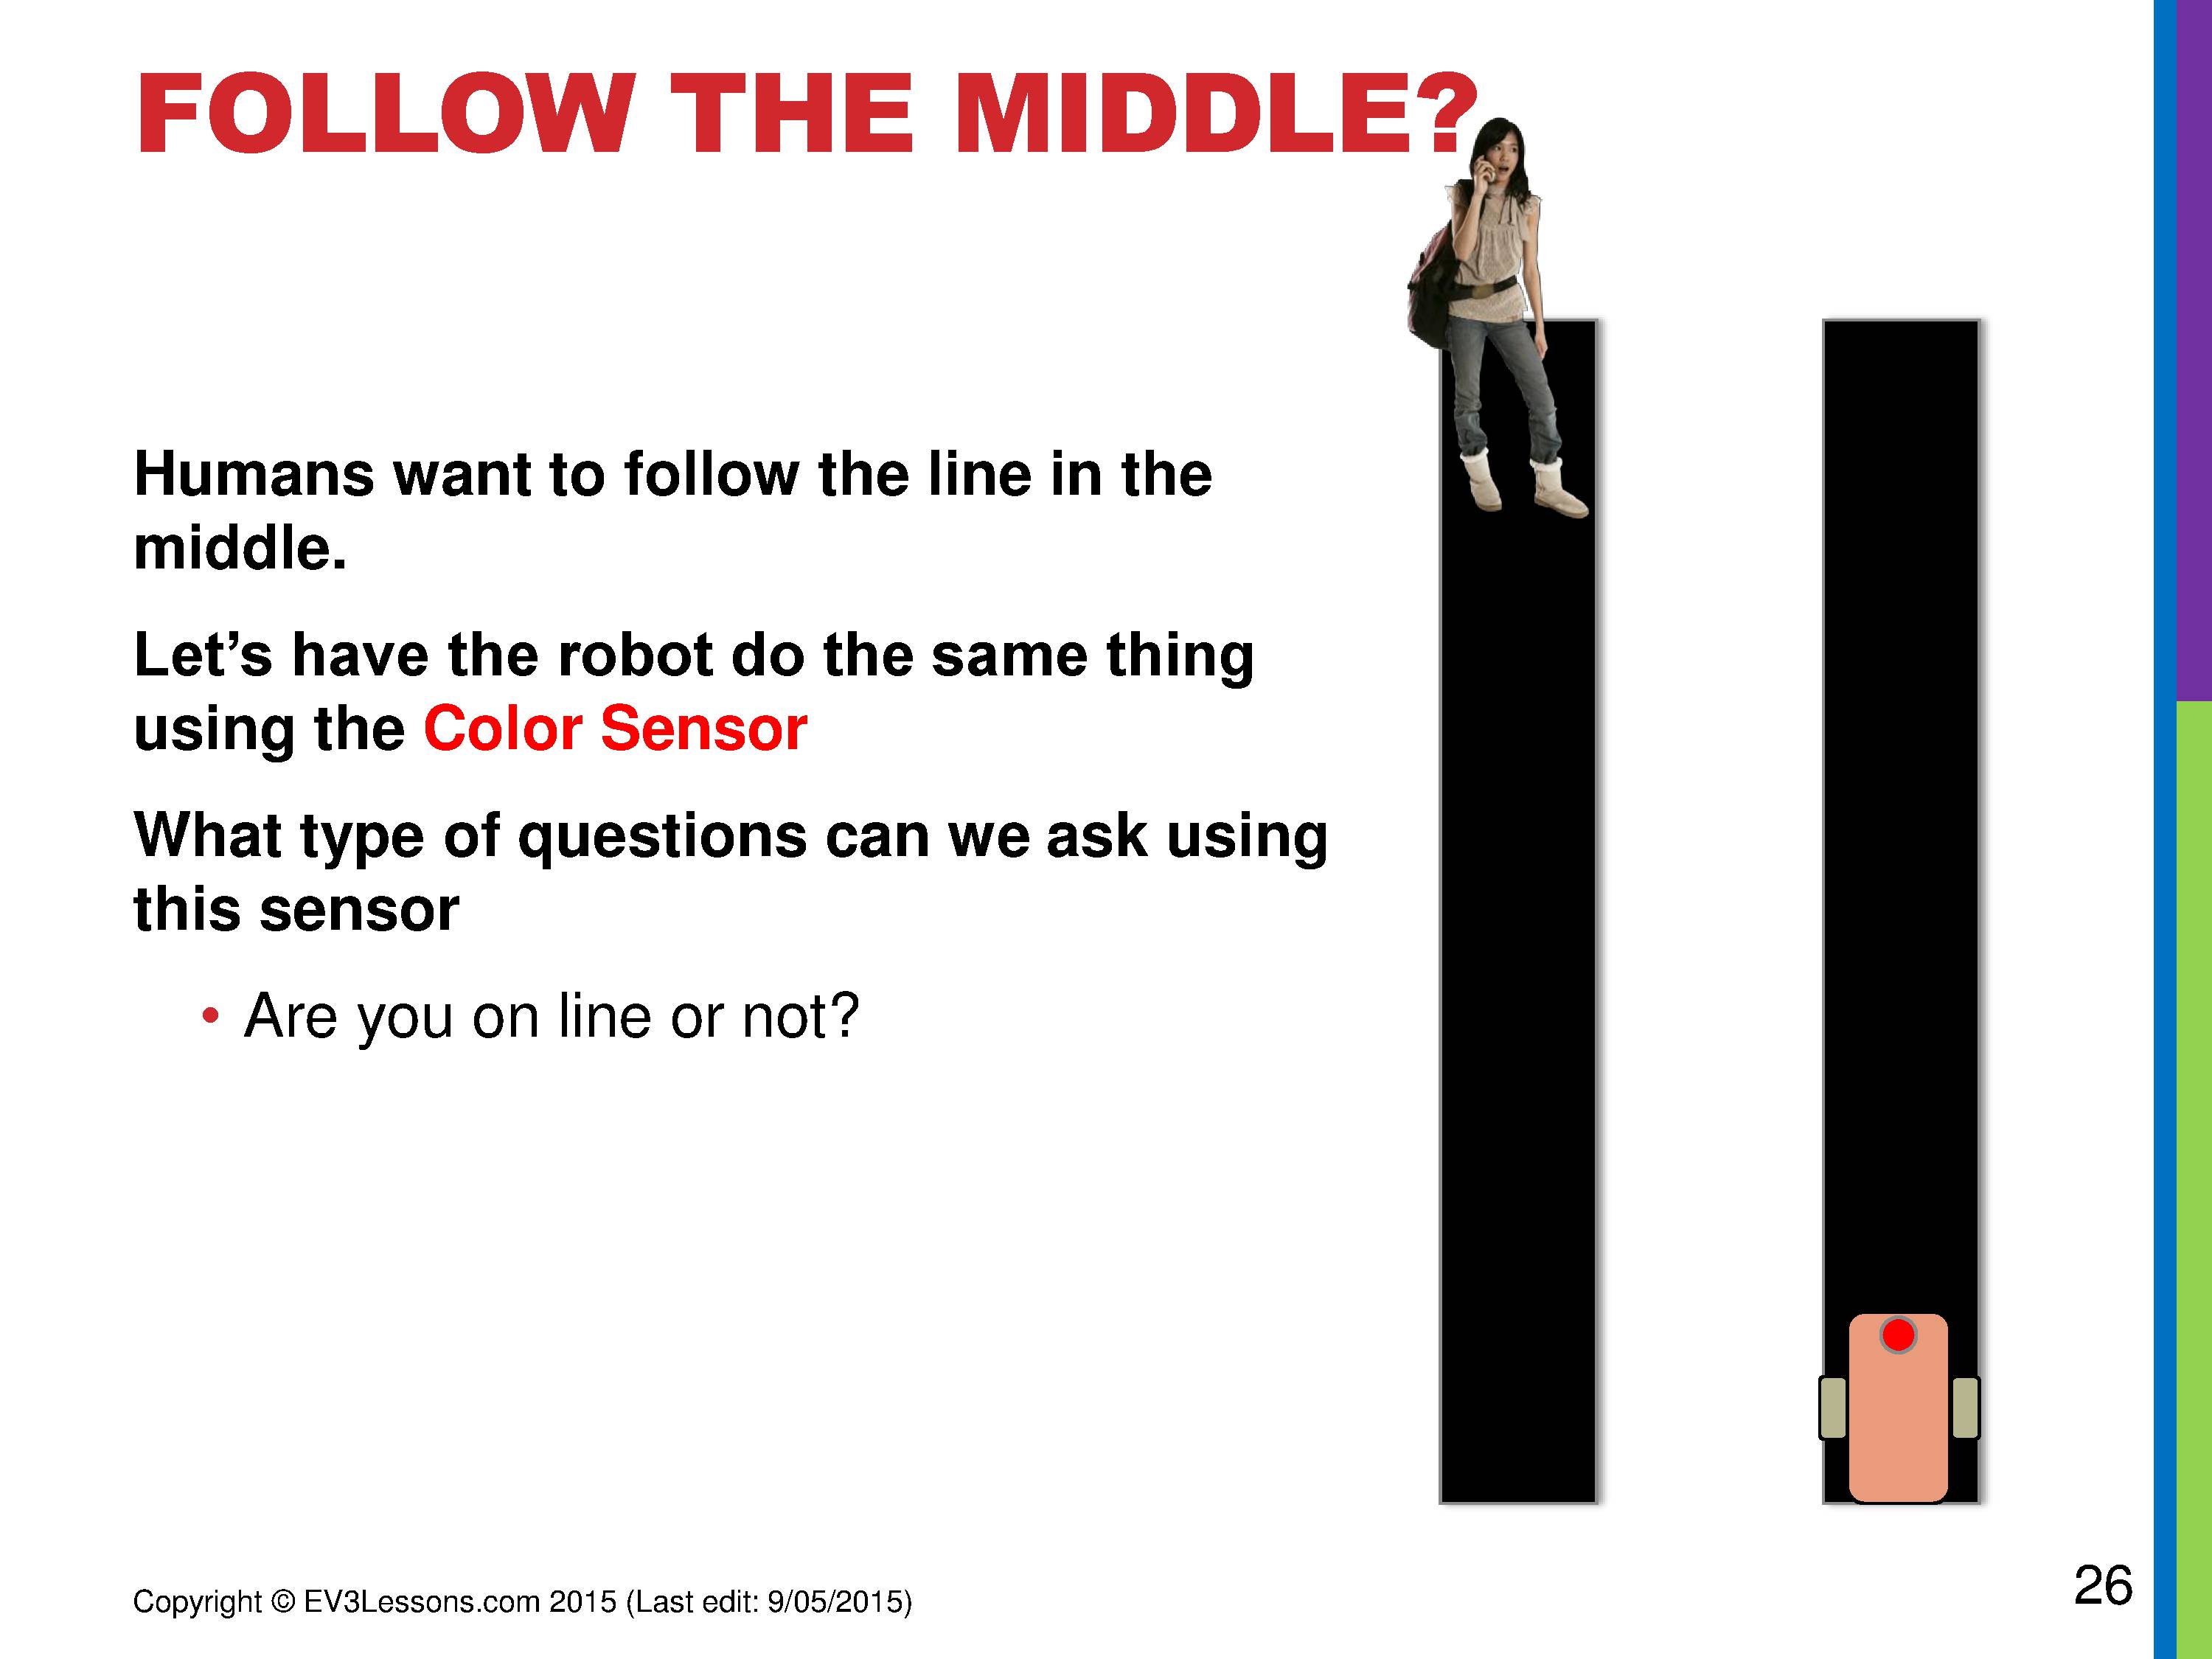 FOLLOW THE MIDDLE?
Humans want to follow the line in the
middle.
Let’s have the robot do the same thing
using the Color Sensor
What type of questions can we ask using
this sensor
• Are you on line or not?
Copyright © EV3Lessons.com 2015 (Last edit: 9/05/2015)
26